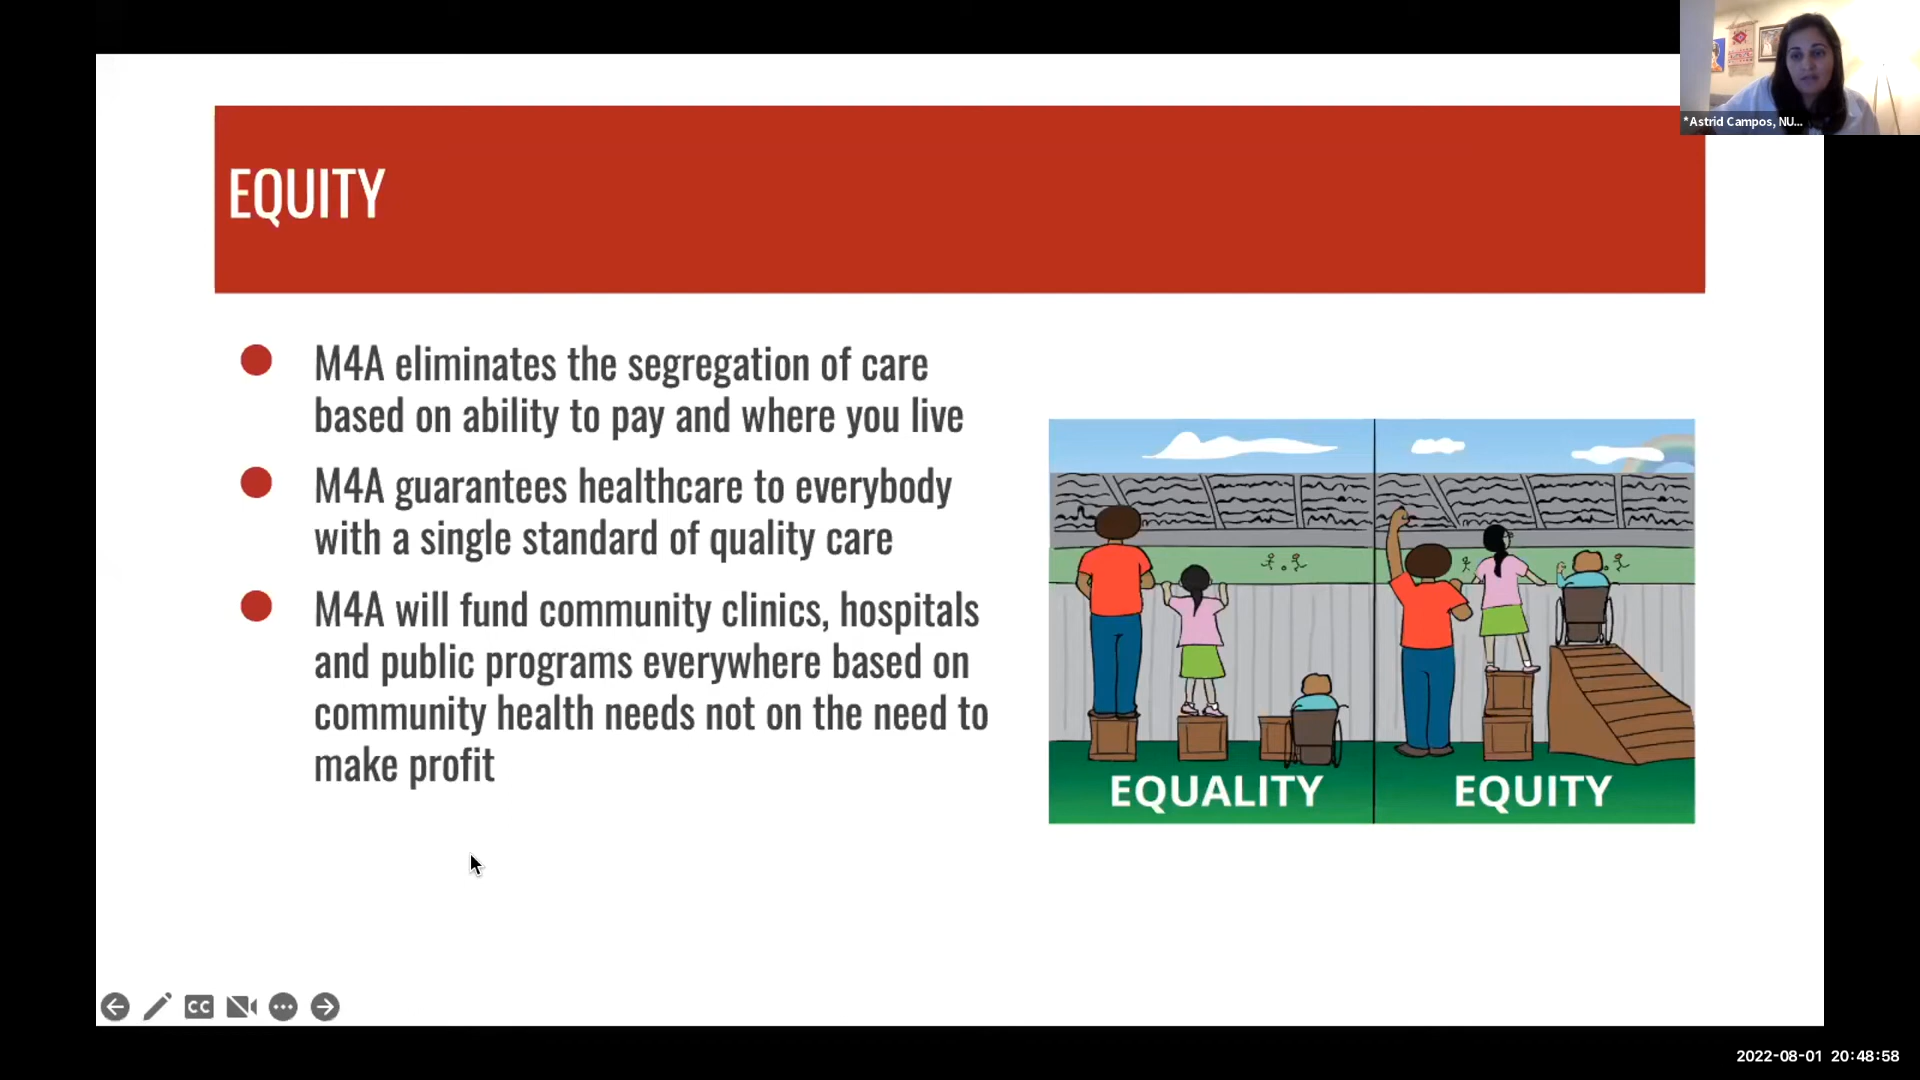 *Astrid Campos, NU...
EQUITY
M4A eliminates the segregation of care
based on ability to pay and where you live
M4A guarantees healthcare to everybody
with a single standard of quality care
M4A will fund community clinics, hospitals
and public programs everywhere based on
community health needs not on the need to
make profit
EQUALITY
EQUITY
CC
2022-08-01 20:48:58